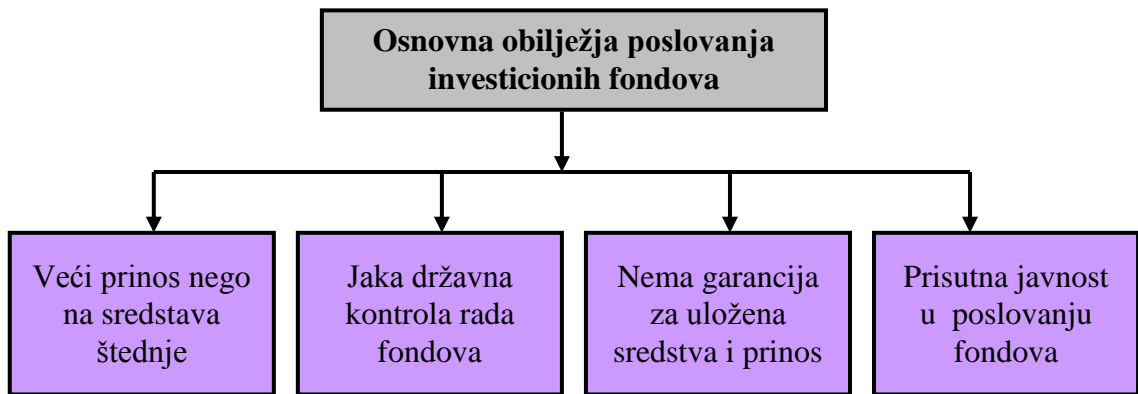 Osnovna obilježja poslovanja
investicionih fondova
Veći prinos nego
na sredstava
štednje
Jaka državna
kontrola rada
fondova
Nema garancija
za uložena
sredstva i prinos
Prisutna javnost
u poslovanju
fondova